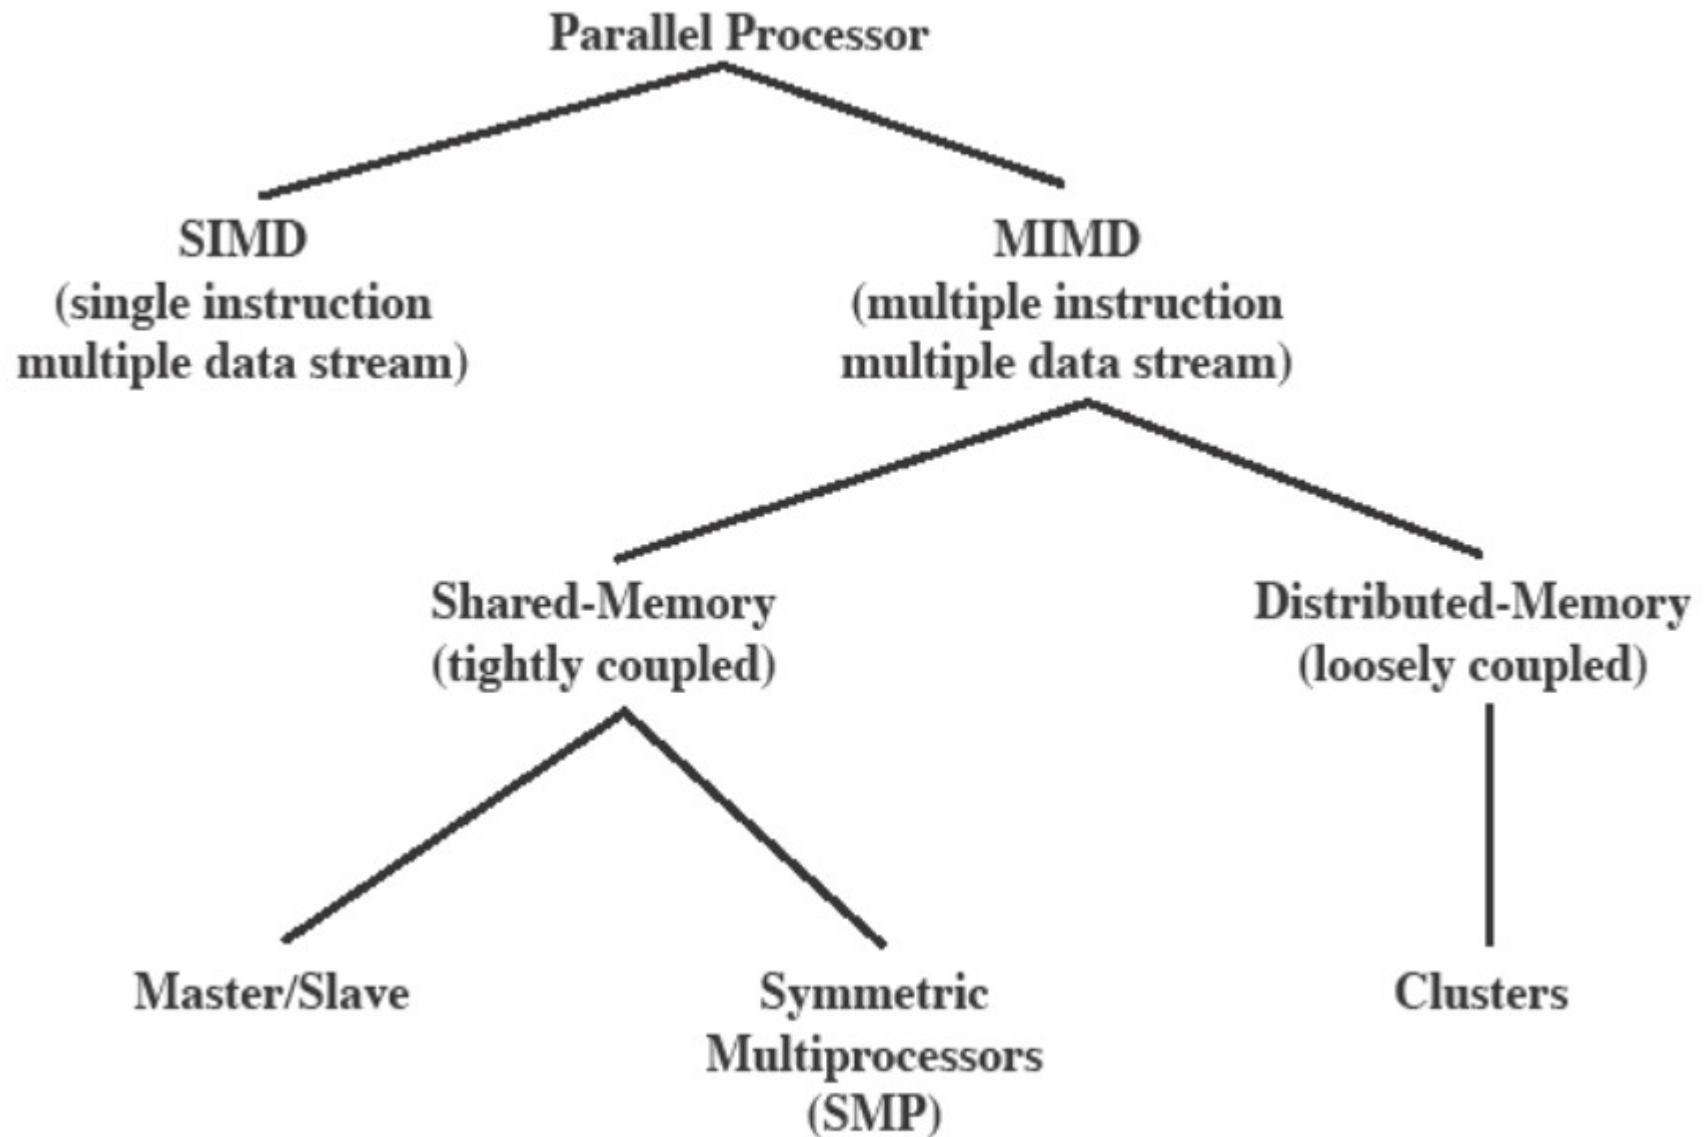 Parallel Processor
SIMD
(single instruction
multiple data stream)
MIMD
(multiple instruction
multiple data stream)
Shared-Memory
(tightly coupled)
Distributed-Memory
(loosely coupled)
Master/Slave
Symmetric
Multiprocessors
(SMP)
Clusters